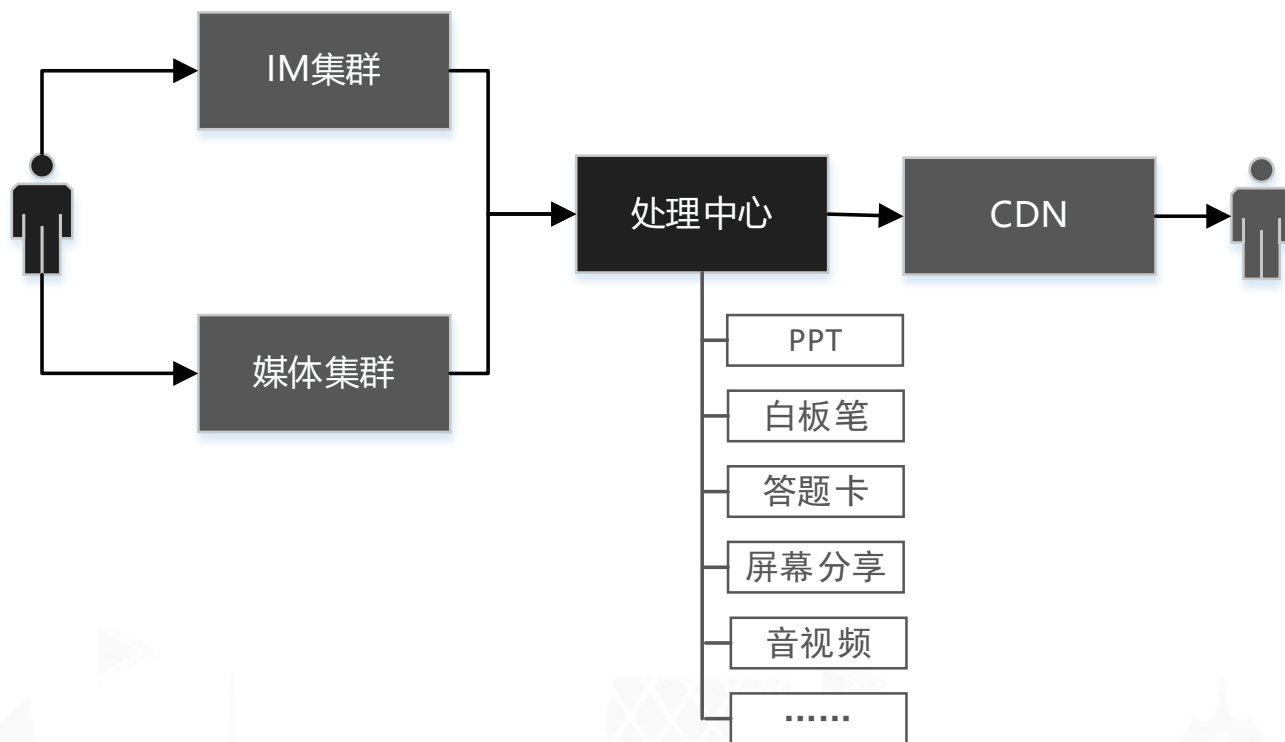 IM集群
处理中心
CDN
媒体集群
PPT
白板笔
答题卡
屏幕分享
音视频
......